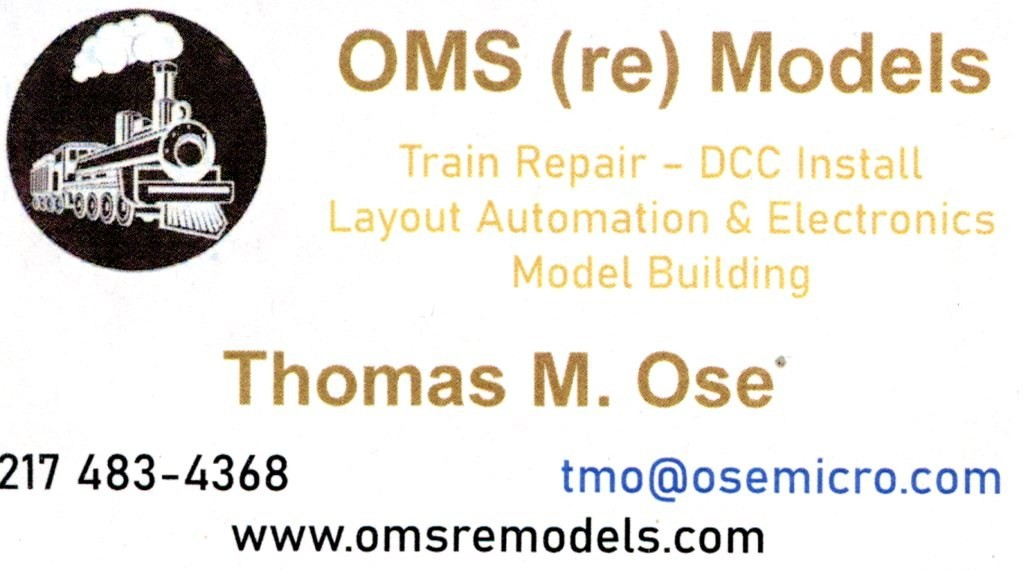 OMS (re) Models
Train Repair – DCC Install
Layout Automation & Electronics
Model Building
Thomas M. Ose
217 483-4368
tmo@osemicro.com
www.omsremodels.com